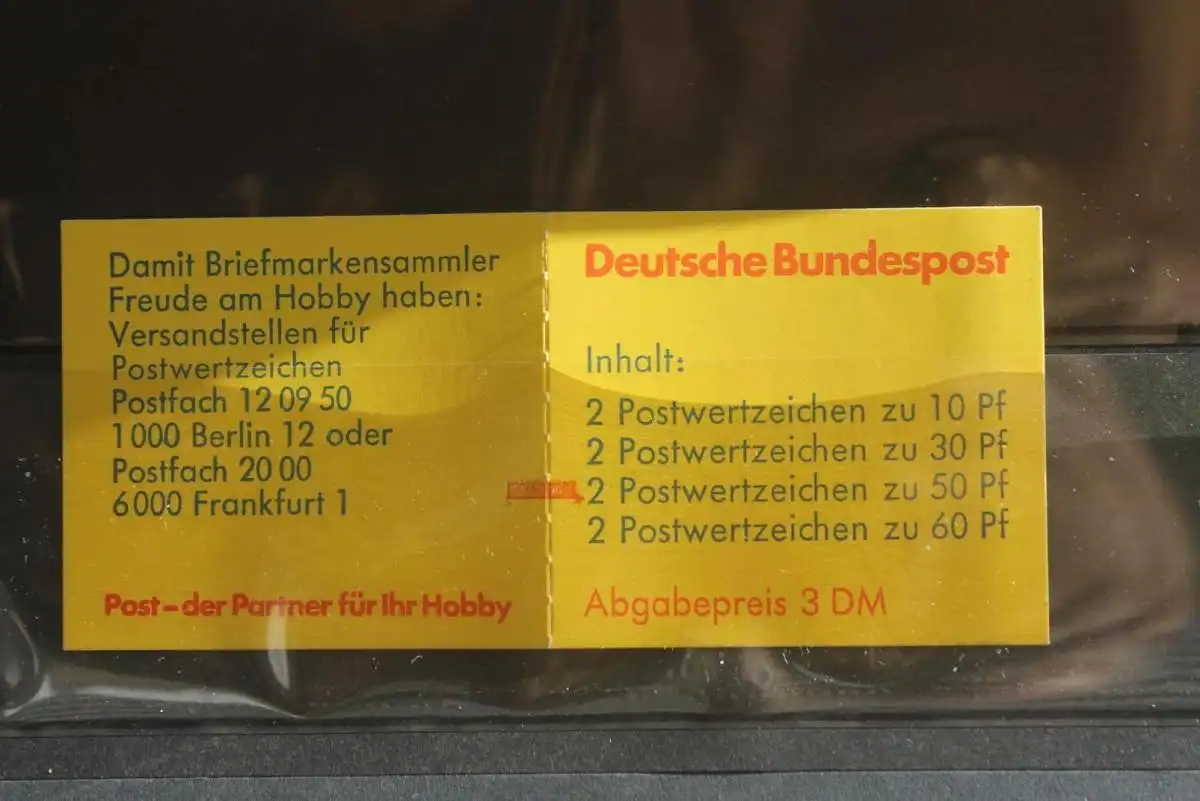 Damit Briefmarkensammler
Freude am Hobby haben:
Versandstellen für
Postwertzeichen
Postfach 12 09 50
1000 Berlin 12 oder
Postfach 20 00
6000 Frankfurt 1
Post – der Partner für Ihr Hobby
Deutsche Bundespost
Inhalt:
2 Postwertzeichen zu 10 Pf
2 Postwertzeichen zu 30 Pf
2 Postwertzeichen zu 50 Pf
2 Postwertzeichen zu 60 Pf
Abgabepreis 3 DM